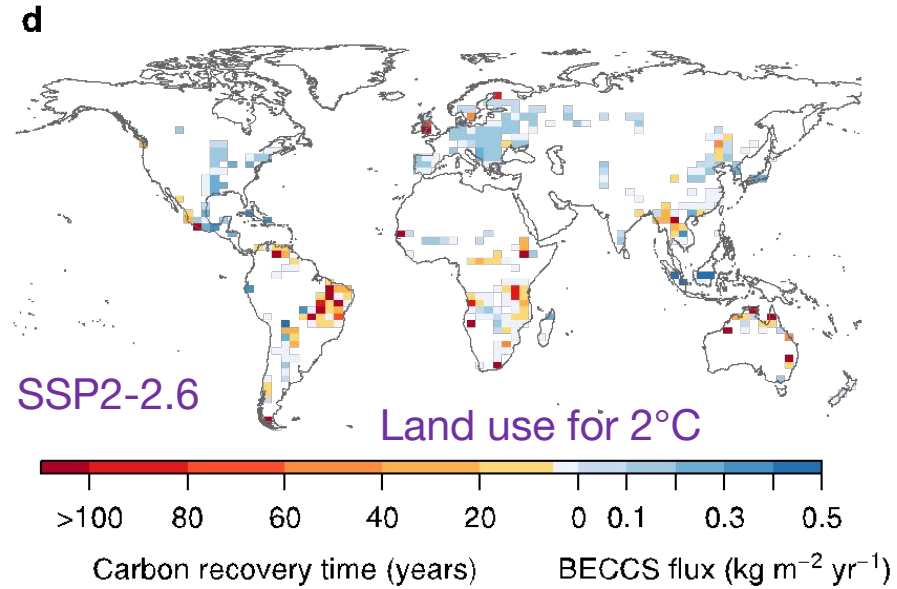 d
SSP2-2.6
Land use for 2°C
>100 80 60 40 20 0 0.1 0.3 0.5
Carbon recovery time (years) BECCS flux (kg m⁻² yr⁻¹)